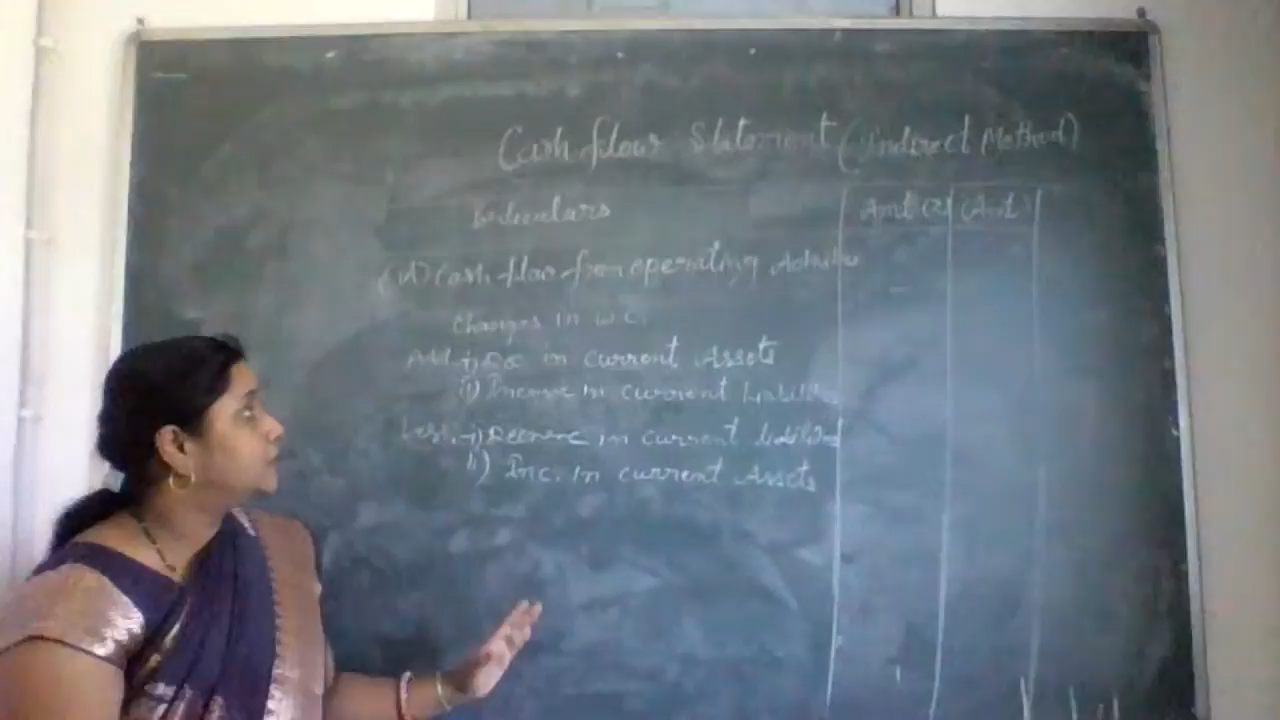 Cash flow Statement (Indirect Method)
Particulars Amt (₹) (Amt)
(A) Cash flow from operating Activities
Changes in W.C.
Add:- i) Dec in current Assets
ii) Increase in current Liabilities
Less:- i) Decrease in current liabilities
ii) Inc. in current Assets